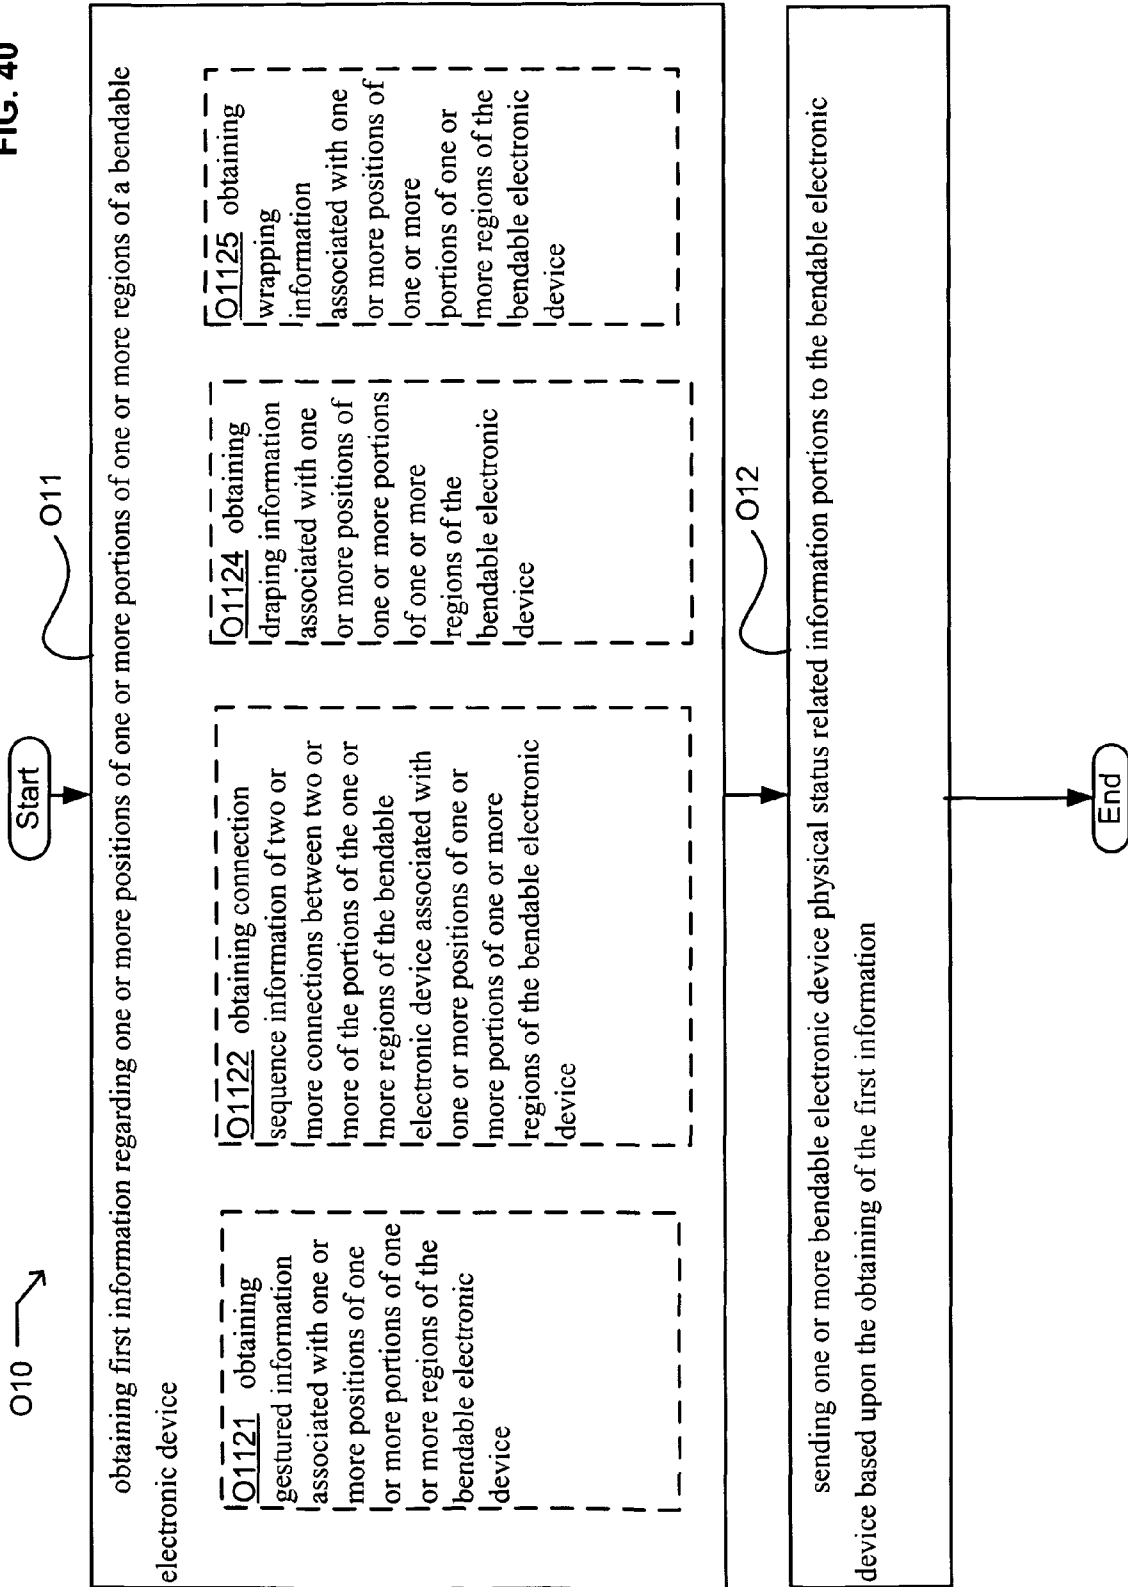 FIG. 40
O10
Start
O11
obtaining first information regarding one or more positions of one or more portions of one or more regions of a bendable
electronic device
O1121 obtaining
gestured information
associated with one or
more positions of one
or more portions of one
or more regions of the
bendable electronic
device
O1122 obtaining connection
sequence information of two or
more connections between two or
more of the portions of the one or
more regions of the bendable
electronic device associated with
one or more positions of one or
more portions of one or more
regions of the bendable electronic
device
O1124 obtaining
draping information
associated with one
or more positions of
one or more portions
of one or more
regions of the
bendable electronic
device
O1125 obtaining
wrapping
information
associated with one
or more positions of
one or more
portions of one or
more regions of the
bendable electronic
device
O12
sending one or more bendable electronic device physical status related information portions to the bendable electronic
device based upon the obtaining of the first information
End